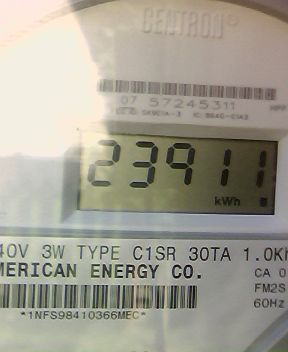 CENTRON®
07 57245311
23911
kWh
40V 3W TYPE C1SR 30TA 1.0Kh
MERICAN ENERGY CO.
CA 0
FM2S
60Hz
*1NFS98410366MEC*